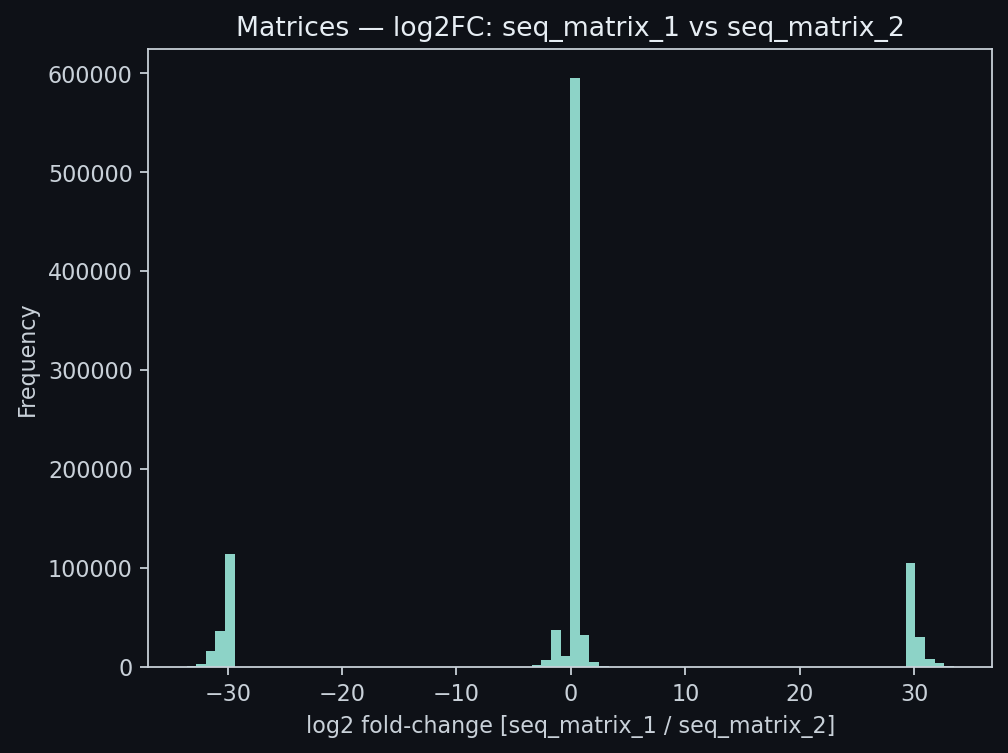 Matrices — log2FC: seq_matrix_1 vs seq_matrix_2
600000
500000
400000
300000
200000
100000
0
Frequency
−30 −20 −10 0 10 20 30
log2 fold-change [seq_matrix_1 / seq_matrix_2]